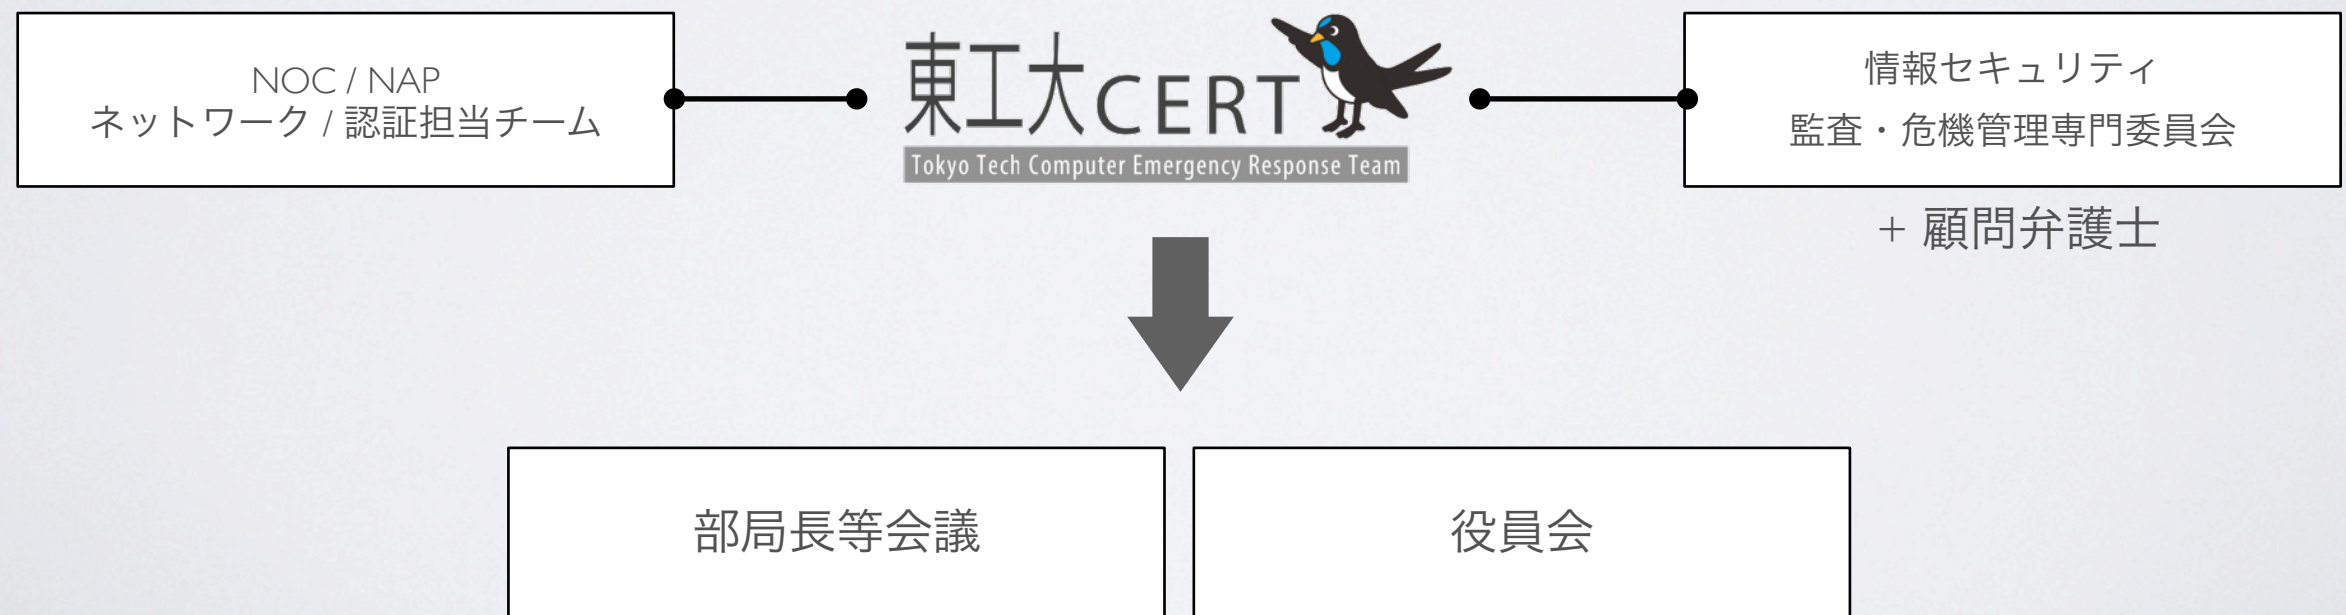 NOC / NAP
ネットワーク / 認証担当チーム
東工大CERT
Tokyo Tech Computer Emergency Response Team
情報セキュリティ
監査・危機管理専門委員会
+ 顧問弁護士
部局長等会議
役員会